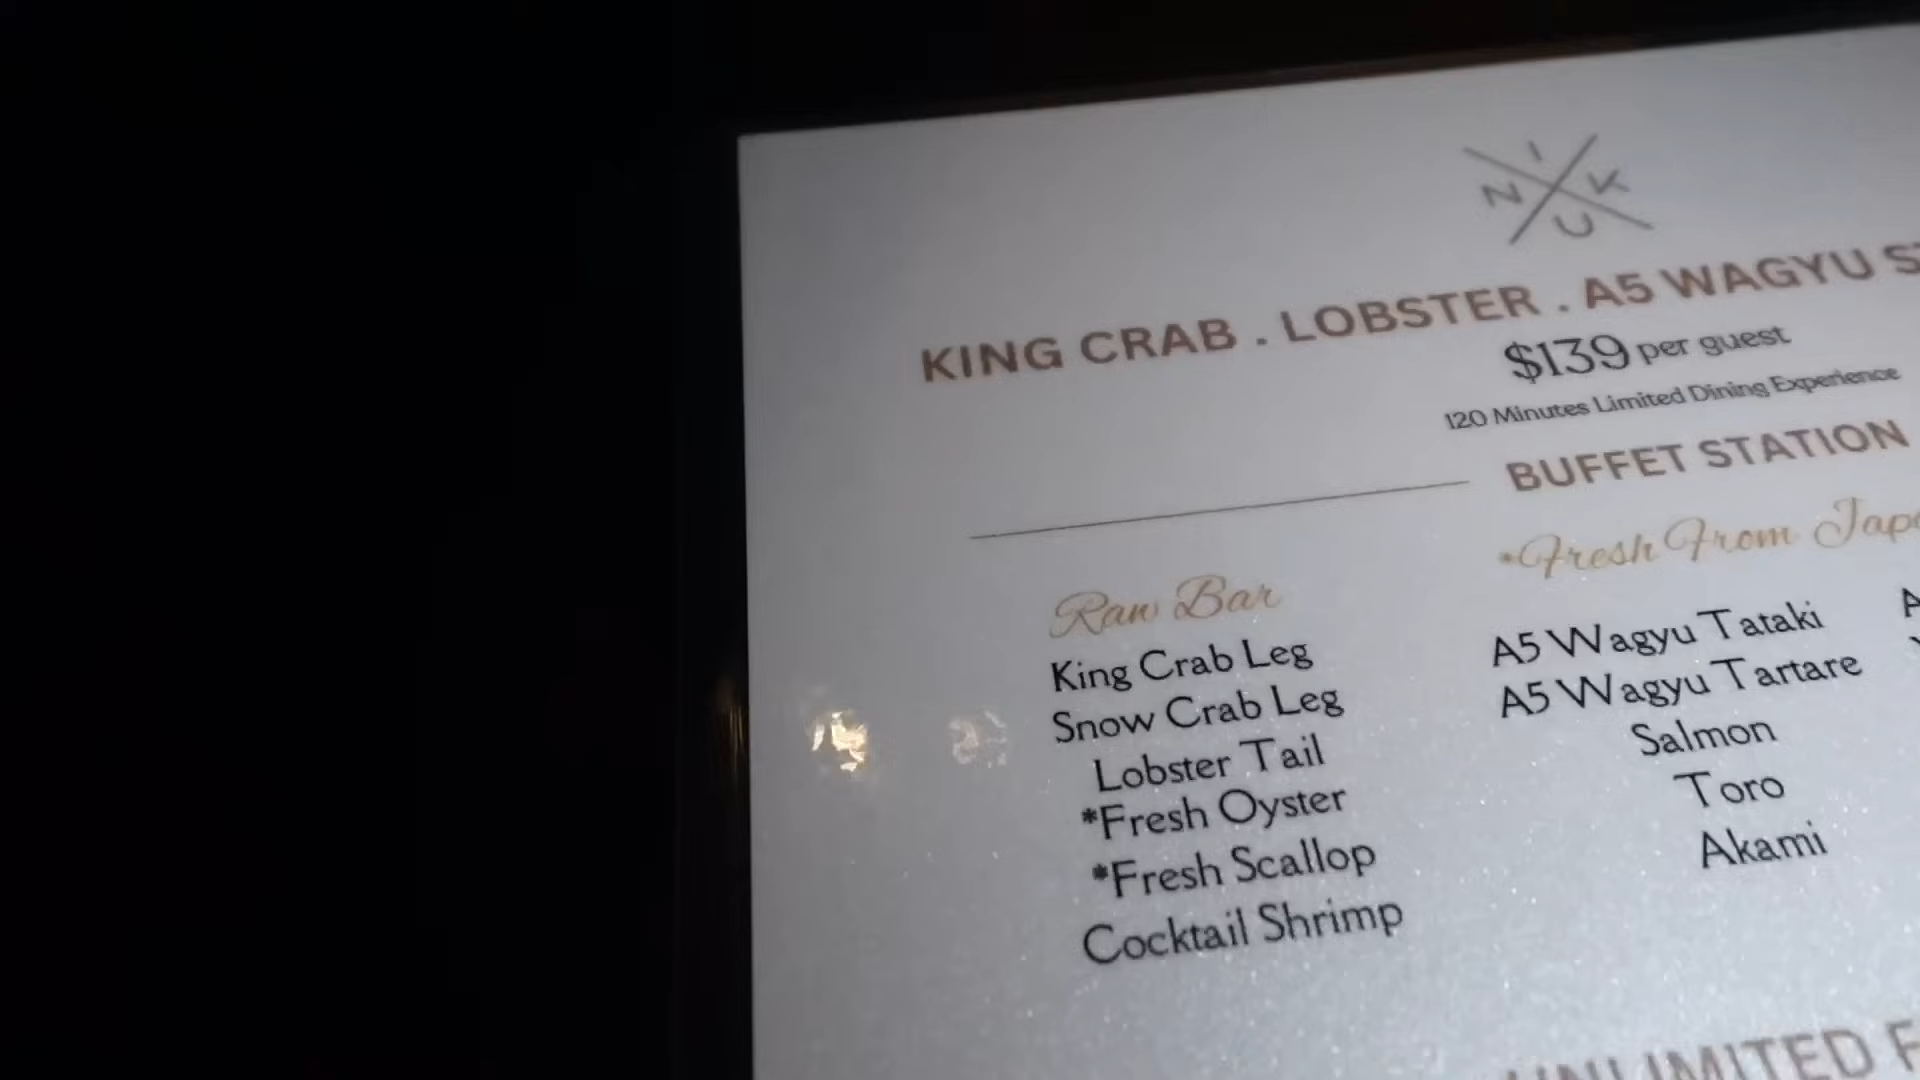 NIKU
KING CRAB . LOBSTER . A5 WAGYU
$139 per guest
120 Minutes Limited Dining Experience
BUFFET STATION
*Fresh From
Raw Bar
King Crab Leg
Snow Crab Leg
Lobster Tail
*Fresh Oyster
*Fresh Scallop
Cocktail Shrimp
A5 Wagyu Tataki
A5 Wagyu Tartare
Salmon
Toro
Akami
UNLIMITED